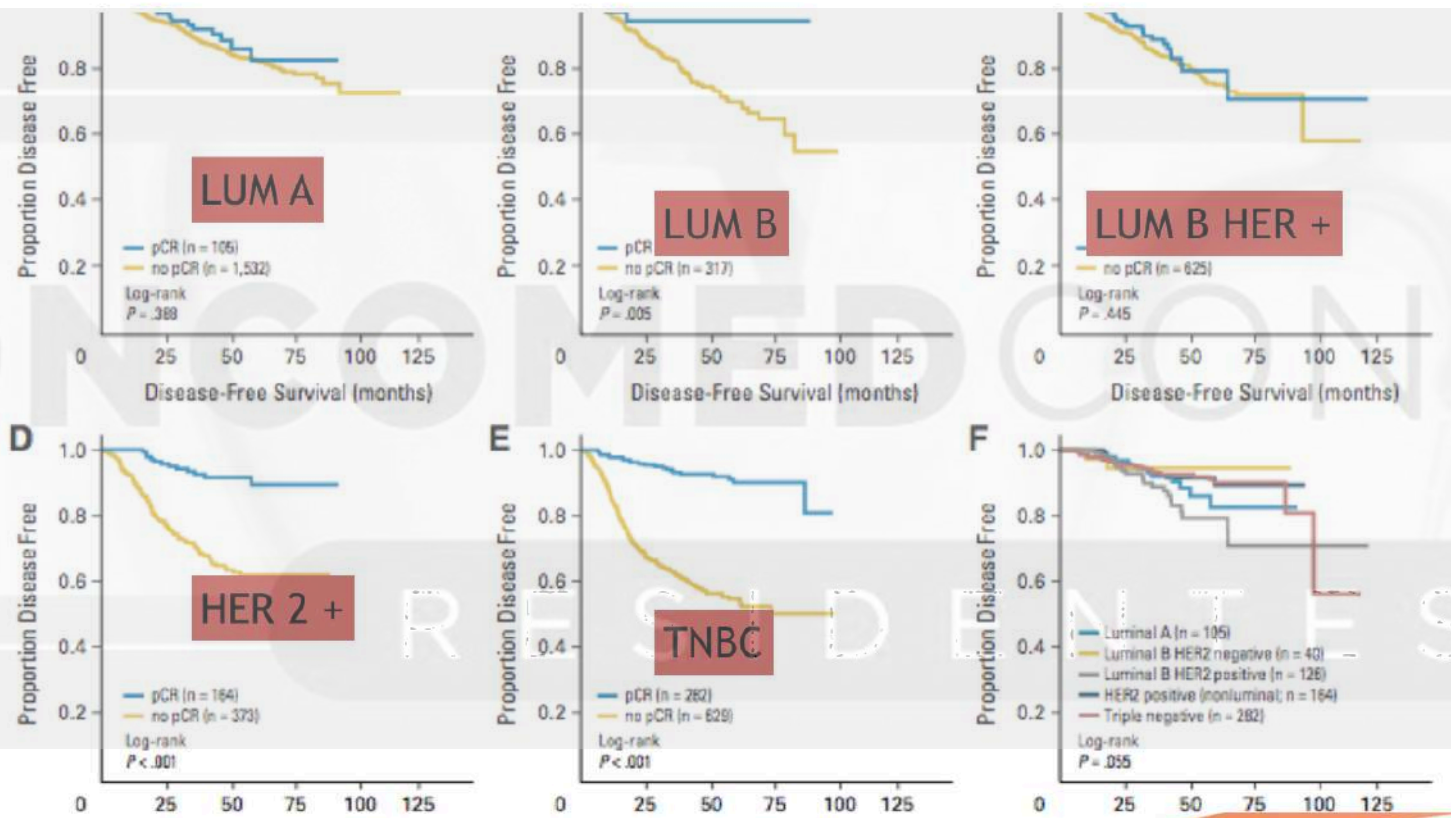 Proportion Disease Free
0.8
0.6
0.4
0.2
0
LUM A
pCR (n = 105)
no pCR (n = 1,532)
Log-rank
P = .388
25 50 75 100 125
Disease-Free Survival (months)
Proportion Disease Free
0.8
0.6
0.4
0.2
0
LUM B
pCR
no pCR (n = 317)
Log-rank
P = .005
25 50 75 100 125
Disease-Free Survival (months)
Proportion Disease Free
0.8
0.6
0.4
0.2
0
LUM B HER +
no pCR (n = 625)
Log-rank
P = .445
25 50 75 100 125
Disease-Free Survival (months)
ONCOMEDCON
RESIDENTES
D
Proportion Disease Free
1.0
0.8
0.6
0.4
0.2
0
HER 2 +
pCR (n = 164)
no pCR (n = 373)
Log-rank
P < .001
25 50 75 100 125
E
Proportion Disease Free
1.0
0.8
0.6
0.4
0.2
0
TNBC
pCR (n = 282)
no pCR (n = 629)
Log-rank
P < .001
25 50 75 100 125
F
Proportion Disease Free
1.0
0.8
0.6
0.4
0.2
0
Luminal A (n = 105)
Luminal B HER2 negative (n = 40)
Luminal B HER2 positive (n = 126)
HER2 positive (nonluminal; n = 164)
Triple negative (n = 282)
Log-rank
P = .055
25 50 75 100 125